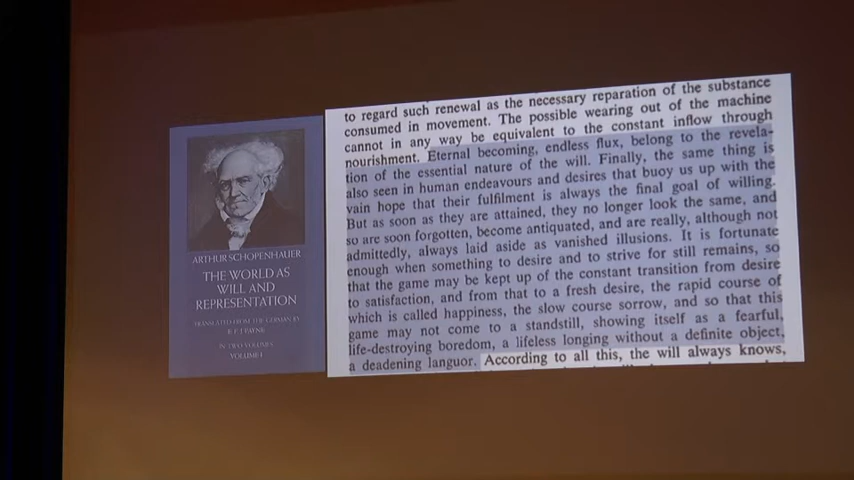 ARTHUR SCHOPENHAUER
THE WORLD AS
WILL AND
REPRESENTATION
TRANSLATED FROM THE GERMAN BY
E. F. J. PAYNE
IN TWO VOLUMES
VOLUME I
to regard such renewal as the necessary reparation of the substance
consumed in movement. The possible wearing out of the machine
cannot in any way be equivalent to the constant inflow through
nourishment. Eternal becoming, endless flux, belong to the revela-
tion of the essential nature of the will. Finally, the same thing is
also seen in human endeavours and desires that buoy us up with the
vain hope that their fulfilment is always the final goal of willing.
But as soon as they are attained, they no longer look the same, and
so are soon forgotten, become antiquated, and are really, although not
admittedly, always laid aside as vanished illusions. It is fortunate
enough when something to desire and to strive for still remains, so
that the game may be kept up of the constant transition from desire
to satisfaction, and from that to a fresh desire, the rapid course of
which is called happiness, the slow course sorrow, and so that this
game may not come to a standstill, showing itself as a fearful,
life-destroying boredom, a lifeless longing without a definite object,
a deadening languor. According to all this, the will always knows,